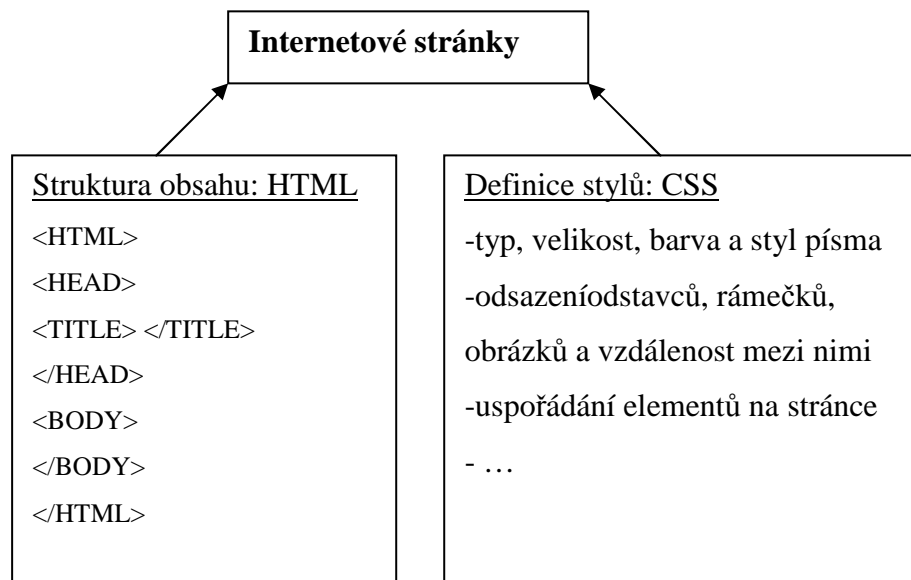 Internetové stránky
Struktura obsahu: HTML
<HTML>
<HEAD>
<TITLE> </TITLE>
</HEAD>
<BODY>
</BODY>
</HTML>
Definice stylů: CSS
-typ, velikost, barva a styl písma
-odsazeníodstavců, rámečků,
obrázků a vzdálenost mezi nimi
-uspořádání elementů na stránce
- …